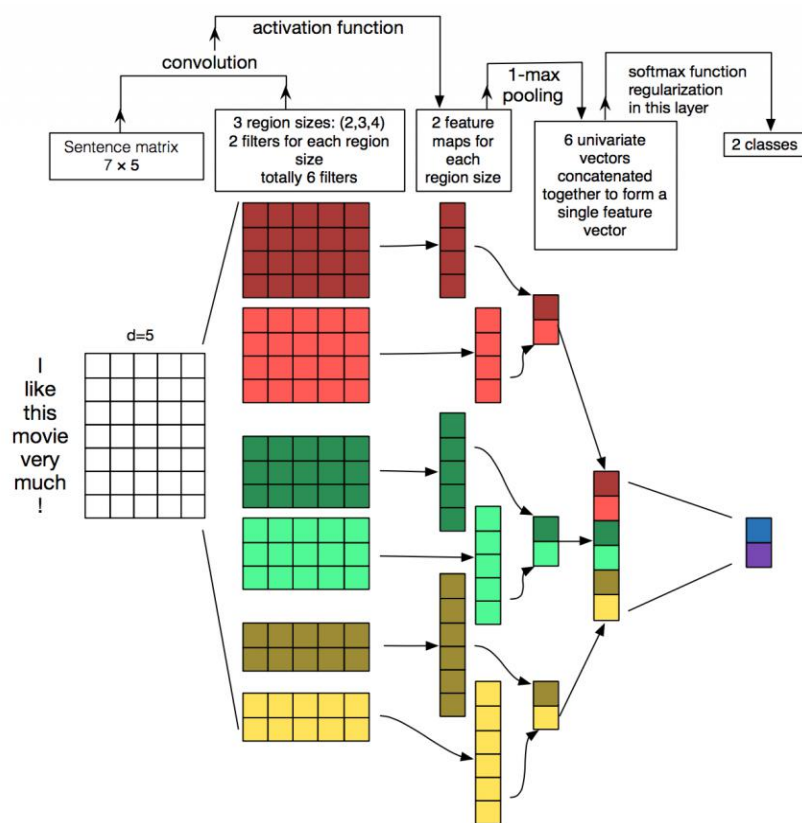 activation function
convolution
1-max
pooling
softmax function
regularization
in this layer
Sentence matrix
7 × 5
3 region sizes: (2,3,4)
2 filters for each region
size
totally 6 filters
2 feature
maps for
each
region size
6 univariate
vectors
concatenated
together to form a
single feature
vector
2 classes
d=5
I
like
this
movie
very
much
!